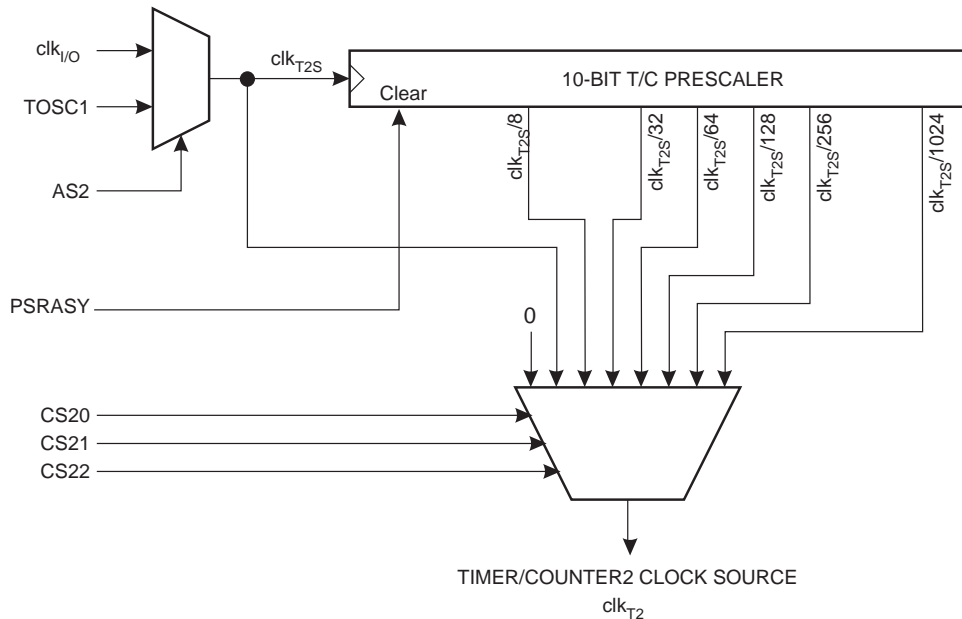 clkI/O
clkT2S
10-BIT T/C PRESCALER
TOSC1
Clear
clkT2S/8
clkT2S/32
clkT2S/64
clkT2S/128
clkT2S/256
clkT2S/1024
AS2
PSRASY
0
CS20
CS21
CS22
TIMER/COUNTER2 CLOCK SOURCE
clkT2